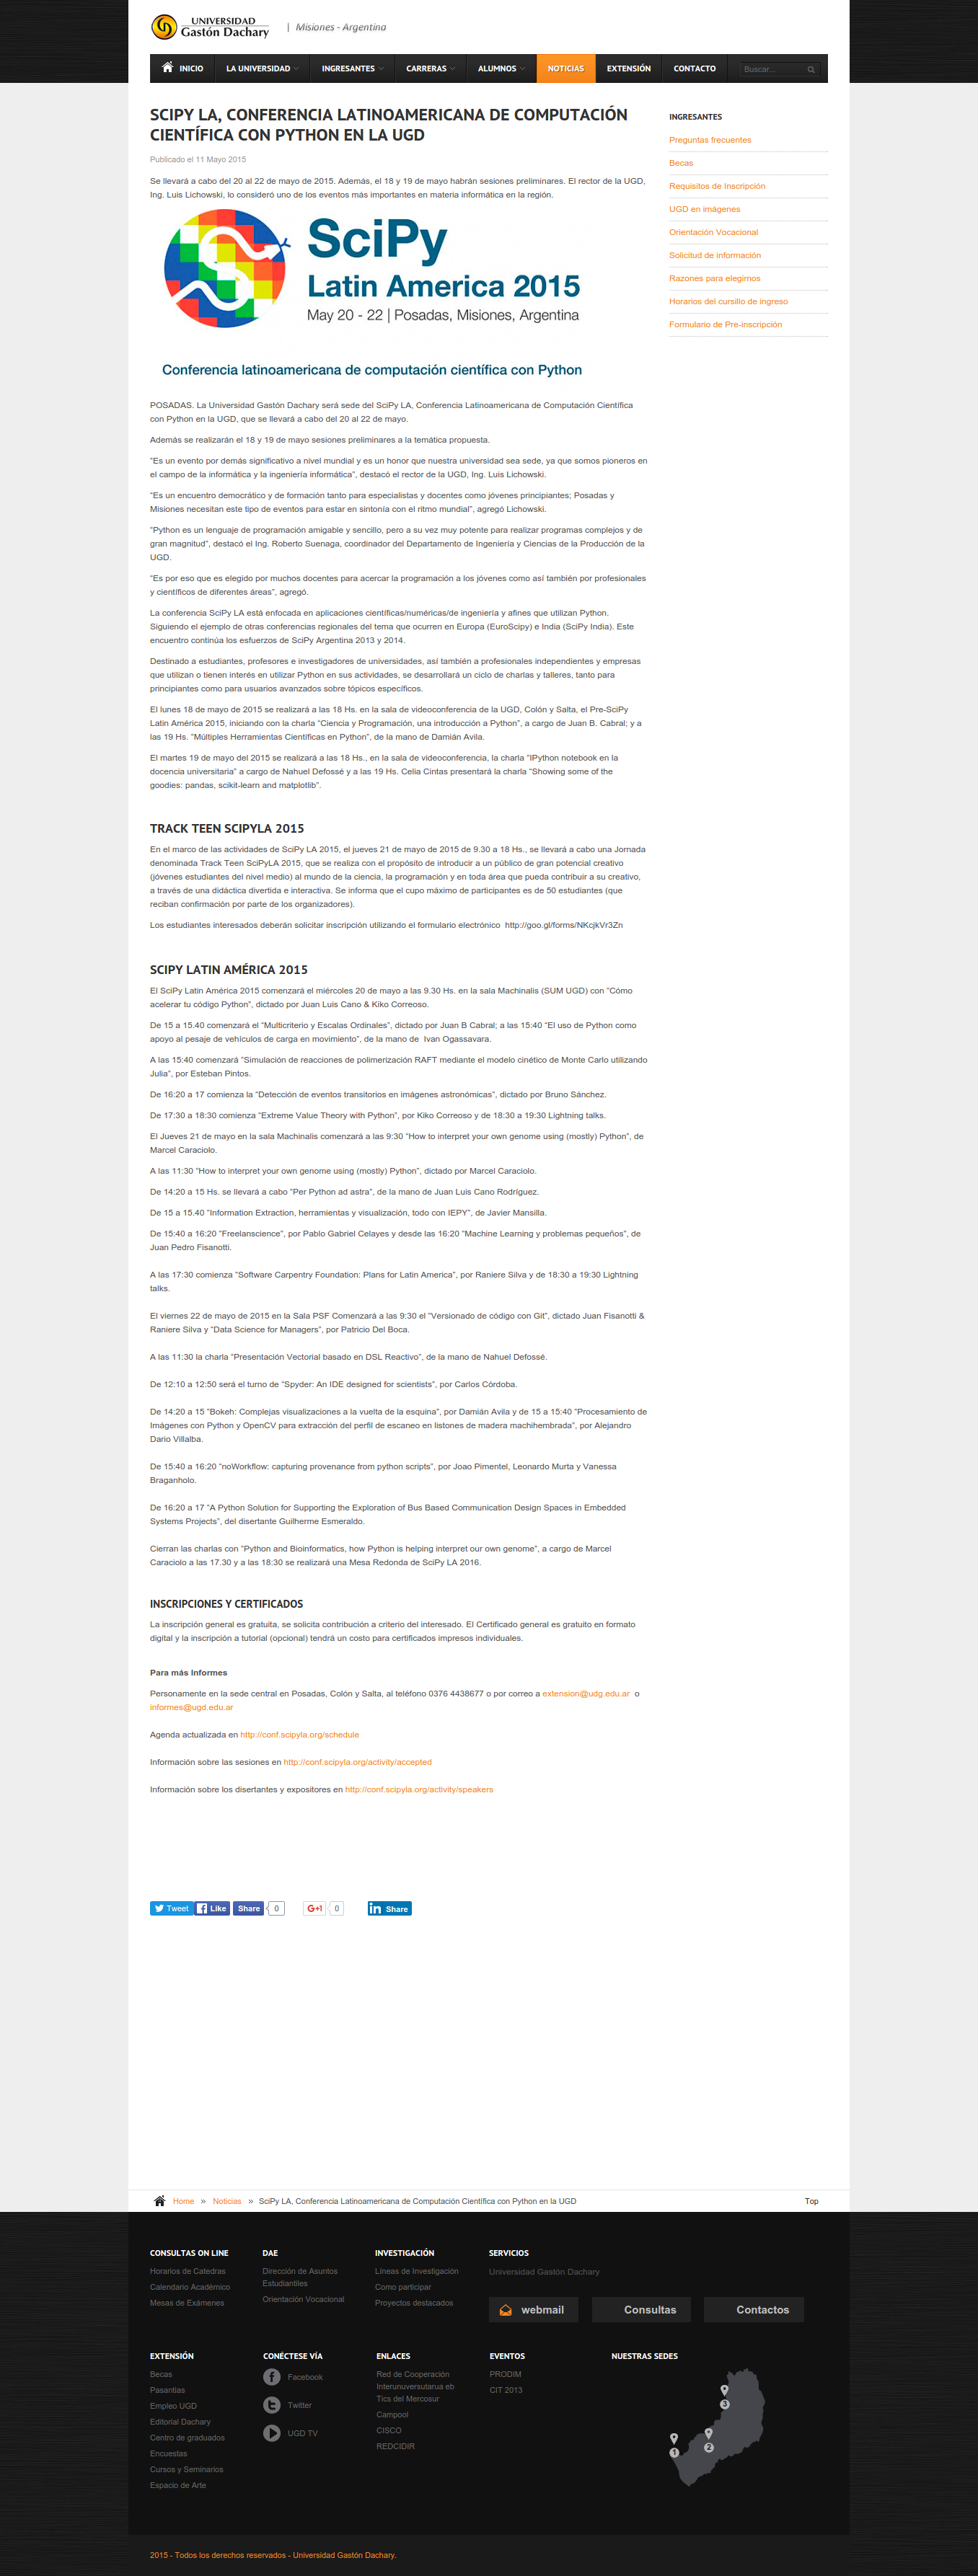 UNIVERSIDAD
Gastón Dachary
| Misiones - Argentina
INICIO
LA UNIVERSIDAD
INGRESANTES
CARRERAS
ALUMNOS
NOTICIAS
EXTENSIÓN
CONTACTO
Buscar...
SCIPY LA, CONFERENCIA LATINOAMERICANA DE COMPUTACIÓN
CIENTÍFICA CON PYTHON EN LA UGD
Publicado el 11 Mayo 2015
Se llevará a cabo del 20 al 22 de mayo de 2015. Además, el 18 y 19 de mayo habrán sesiones preliminares. El rector de la UGD,
Ing. Luis Lichowski, lo consideró uno de los eventos más importantes en materia informática en la región.
SciPy
Latin America 2015
May 20 - 22 | Posadas, Misiones, Argentina
Conferencia latinoamericana de computación científica con Python
POSADAS. La Universidad Gastón Dachary será sede del SciPy LA, Conferencia Latinoamericana de Computación Científica
con Python en la UGD, que se llevará a cabo del 20 al 22 de mayo.
Además se realizarán el 18 y 19 de mayo sesiones preliminares a la temática propuesta.
“Es un evento por demás significativo a nivel mundial y es un honor que nuestra universidad sea sede, ya que somos pioneros en
el campo de la informática y la ingeniería informática”, destacó el rector de la UGD, Ing. Luis Lichowski.
“Es un encuentro democrático y de formación tanto para especialistas y docentes como jóvenes principiantes; Posadas y
Misiones necesitan este tipo de eventos para estar en sintonía con el ritmo mundial”, agregó Lichowski.
“Python es un lenguaje de programación amigable y sencillo, pero a su vez muy potente para realizar programas complejos y de
gran magnitud”, destacó el Ing. Roberto Suenaga, coordinador del Departamento de Ingeniería y Ciencias de la Producción de la
UGD.
“Es por eso que es elegido por muchos docentes para acercar la programación a los jóvenes como así también por profesionales
y científicos de diferentes áreas”, agregó.
La conferencia SciPy LA está enfocada en aplicaciones científicas/numéricas/de ingeniería y afines que utilizan Python.
Siguiendo el ejemplo de otras conferencias regionales del tema que ocurren en Europa (EuroScipy) e India (SciPy India). Este
encuentro continúa los esfuerzos de SciPy Argentina 2013 y 2014.
Destinado a estudiantes, profesores e investigadores de universidades, así también a profesionales independientes y empresas
que utilizan o tienen interés en utilizar Python en sus actividades, se desarrollará un ciclo de charlas y talleres, tanto para
principiantes como para usuarios avanzados sobre tópicos específicos.
El lunes 18 de mayo de 2015 se realizará a las 18 Hs. en la sala de videoconferencia de la UGD, Colón y Salta, el Pre-SciPy
Latin América 2015, iniciando con la charla “Ciencia y Programación, una introducción a Python”, a cargo de Juan B. Cabral; y a
las 19 Hs. “Múltiples Herramientas Científicas en Python”, de la mano de Damián Avila.
El martes 19 de mayo del 2015 se realizará a las 18 Hs., en la sala de videoconferencia, la charla “IPython notebook en la
docencia universitaria” a cargo de Nahuel Defossé y a las 19 Hs. Celia Cintas presentará la charla “Showing some of the
goodies: pandas, scikit-learn and matplotlib”.
TRACK TEEN SCIPYLA 2015
En el marco de las actividades de SciPy LA 2015, el jueves 21 de mayo de 2015 de 9.30 a 18 Hs., se llevará a cabo una Jornada
denominada Track Teen SciPyLA 2015, que se realiza con el propósito de introducir a un público de gran potencial creativo
(jóvenes estudiantes del nivel medio) al mundo de la ciencia, la programación y en toda área que pueda contribuir a su creativo,
a través de una didáctica divertida e interactiva. Se informa que el cupo máximo de participantes es de 50 estudiantes (que
reciban confirmación por parte de los organizadores).
Los estudiantes interesados deberán solicitar inscripción utilizando el formulario electrónico  http://goo.gl/forms/NKcjkVr3Zn
SCIPY LATIN AMÉRICA 2015
El SciPy Latin América 2015 comenzará el miércoles 20 de mayo a las 9.30 Hs. en la sala Machinalis (SUM UGD) con “Cómo
acelerar tu código Python”, dictado por Juan Luis Cano & Kiko Correoso.
De 15 a 15.40 comenzará el “Multicriterio y Escalas Ordinales”, dictado por Juan B Cabral; a las 15:40 “El uso de Python como
apoyo al pesaje de vehículos de carga en movimiento”, de la mano de  Ivan Ogassavara.
A las 15:40 comenzará “Simulación de reacciones de polimerización RAFT mediante el modelo cinético de Monte Carlo utilizando
Julia”, por Esteban Pintos.
De 16:20 a 17 comienza la “Detección de eventos transitorios en imágenes astronómicas”, dictado por Bruno Sánchez.
De 17:30 a 18:30 comienza “Extreme Value Theory with Python”, por Kiko Correoso y de 18:30 a 19:30 Lightning talks.
El Jueves 21 de mayo en la sala Machinalis comenzará a las 9:30 “How to interpret your own genome using (mostly) Python”, de
Marcel Caraciolo.
A las 11:30 “How to interpret your own genome using (mostly) Python”, dictado por Marcel Caraciolo.
De 14:20 a 15 Hs. se llevará a cabo “Per Python ad astra”, de la mano de Juan Luis Cano Rodríguez.
De 15 a 15.40 “Information Extraction, herramientas y visualización, todo con IEPY”, de Javier Mansilla.
De 15:40 a 16:20 “Freelanscience”, por Pablo Gabriel Celayes y desde las 16:20 “Machine Learning y problemas pequeños”, de
Juan Pedro Fisanotti.
A las 17:30 comienza “Software Carpentry Foundation: Plans for Latin America”, por Raniere Silva y de 18:30 a 19:30 Lightning
talks.
El viernes 22 de mayo de 2015 en la Sala PSF Comenzará a las 9:30 el “Versionado de código con Git”, dictado Juan Fisanotti &
Raniere Silva y “Data Science for Managers”, por Patricio Del Boca.
A las 11:30 la charla “Presentación Vectorial basado en DSL Reactivo”, de la mano de Nahuel Defossé.
De 12:10 a 12:50 será el turno de “Spyder: An IDE designed for scientists”, por Carlos Córdoba.
De 14:20 a 15 “Bokeh: Complejas visualizaciones a la vuelta de la esquina”, por Damián Avila y de 15 a 15:40 “Procesamiento de
Imágenes con Python y OpenCV para extracción del perfil de escaneo en listones de madera machihembrada”, por Alejandro
Dario Villalba.
De 15:40 a 16:20 “noWorkflow: capturing provenance from python scripts”, por Joao Pimentel, Leonardo Murta y Vanessa
Braganholo.
De 16:20 a 17 “A Python Solution for Supporting the Exploration of Bus Based Communication Design Spaces in Embedded
Systems Projects”, del disertante Guilherme Esmeraldo.
Cierran las charlas con “Python and Bioinformatics, how Python is helping interpret our own genome”, a cargo de Marcel
Caraciolo a las 17.30 y a las 18:30 se realizará una Mesa Redonda de SciPy LA 2016.
INSCRIPCIONES Y CERTIFICADOS
La inscripción general es gratuita, se solicita contribución a criterio del interesado. El Certificado general es gratuito en formato
digital y la inscripción a tutorial (opcional) tendrá un costo para certificados impresos individuales.
Para más Informes
Personamente en la sede central en Posadas, Colón y Salta, al teléfono 0376 4438677 o por correo a extension@udg.edu.ar  o
informes@ugd.edu.ar
Agenda actualizada en http://conf.scipyla.org/schedule
Información sobre las sesiones en http://conf.scipyla.org/activity/accepted
Información sobre los disertantes y expositores en http://conf.scipyla.org/activity/speakers
Tweet
Like
Share
0
G+1
0
in Share
INGRESANTES
Preguntas frecuentes
Becas
Requisitos de Inscripción
UGD en imágenes
Orientación Vocacional
Solicitud de información
Razones para elegirnos
Horarios del cursillo de ingreso
Formulario de Pre-inscripción
Home » Noticias » SciPy LA, Conferencia Latinoamericana de Computación Científica con Python en la UGD
Top
CONSULTAS ON LINE
Horarios de Catedras
Calendario Académico
Mesas de Exámenes
DAE
Dirección de Asuntos
Estudiantiles
Orientación Vocacional
INVESTIGACIÓN
Líneas de Investigación
Como participar
Proyectos destacados
SERVICIOS
Universidad Gastón Dachary
webmail
Consultas
Contactos
EXTENSIÓN
Becas
Pasantias
Empleo UGD
Editorial Dachary
Centro de graduados
Encuestas
Cursos y Seminarios
Espacio de Arte
CONÉCTESE VÍA
Facebook
Twitter
UGD TV
ENLACES
Red de Cooperación
Interunuversutarua eb
Tics del Mercosur
Campool
CISCO
REDCIDIR
EVENTOS
PRODIM
CIT 2013
NUESTRAS SEDES
3
2
1
2015 - Todos los derechos reservados - Universidad Gastón Dachary.